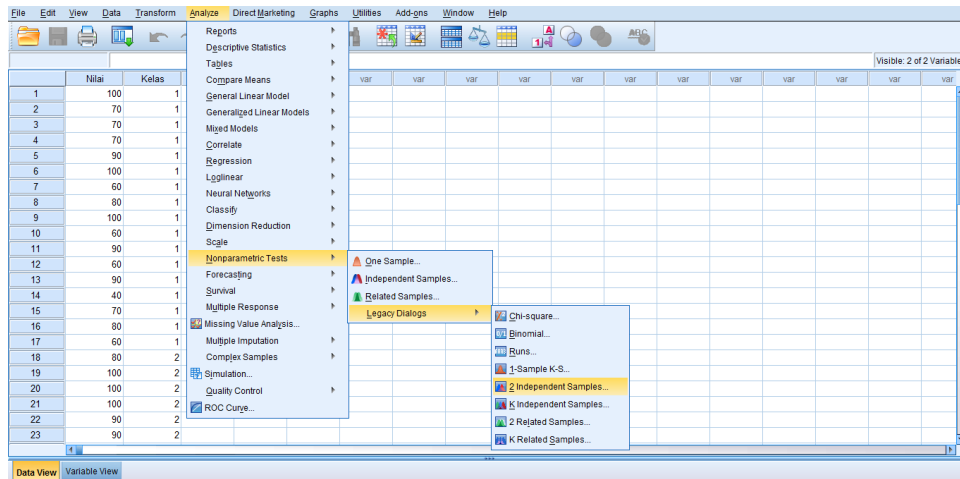 File Edit View Data Transform Analyze Direct Marketing Graphs Utilities Add-ons Window Help
Visible: 2 of 2 Variable
Reports
Descriptive Statistics
Tables
Compare Means
General Linear Model
Generalized Linear Models
Mixed Models
Correlate
Regression
Loglinear
Neural Networks
Classify
Dimension Reduction
Scale
Nonparametric Tests
Forecasting
Survival
Multiple Response
Missing Value Analysis...
Multiple Imputation
Complex Samples
Simulation...
Quality Control
ROC Curve...
One Sample...
Independent Samples...
Related Samples...
Legacy Dialogs
Chi-square...
Binomial...
Runs...
1-Sample K-S...
2 Independent Samples...
K Independent Samples...
2 Related Samples...
K Related Samples...
Nilai Kelas var var var var var var var var var var var
1 100 1
2 70 1
3 70 1
4 70 1
5 90 1
6 100 1
7 60 1
8 80 1
9 100 1
10 60 1
11 90 1
12 60 1
13 90 1
14 40 1
15 70 1
16 80 1
17 60 1
18 80 2
19 100 2
20 100 2
21 100 2
22 90 2
23 90 2
Data View Variable View